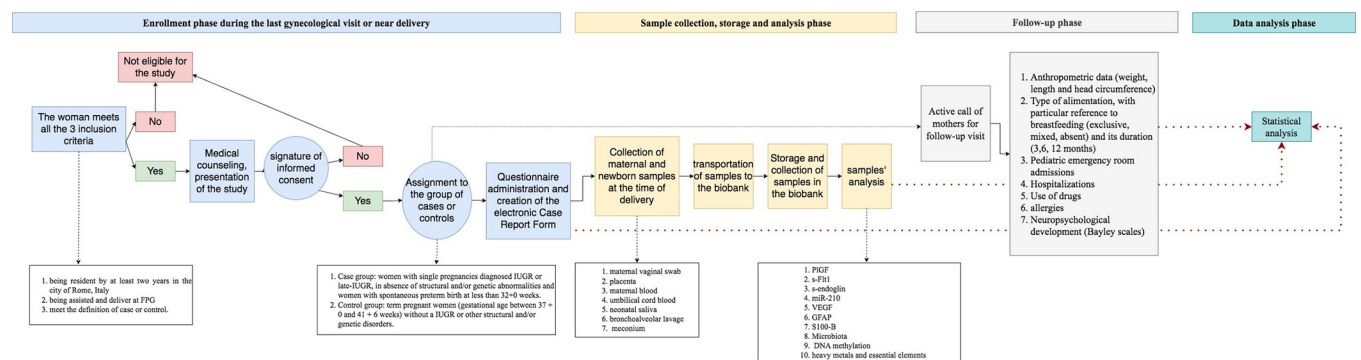 Enrollment phase during the last gynecological visit or near delivery
Sample collection, storage and analysis phase
Follow-up phase
Data analysis phase
Not eligible for
the study
The woman meets
all the 3 inclusion
criteria
No
Yes
Medical
counseling,
presentation of
the study
signature of
informed
consent
No
Yes
Assignment to
the group of
cases or
controls
Questionnaire
administration and
creation of the
electronic Case
Report Form
Collection of
maternal and
newborn samples
at the time of
delivery
transportation
of samples to
the biobank
Storage and
collection of
samples in
the biobank
samples'
analysis
Active call of
mothers for
follow-up visit
1. Anthropometric data (weight,
length and head circumference)
2. Type of alimentation, with
particular reference to
breastfeeding (exclusive,
mixed, absent) and its duration
(3,6, 12 months)
3. Pediatric emergency room
admissions
4. Hospitalizations
5. Use of drugs
6. allergies
7. Neuropsychological
development (Bayley scales)
Statistical
analysis
1. being resident by at least two years in the
city of Rome, Italy
2. being assisted and deliver at FPG
3. meet the definition of case or control.
1. Case group: women with single pregnancies diagnosed IUGR or
late-IUGR, in absence of structural and/or genetic abnormalities and
women with spontaneous preterm birth at less than 32+0 weeks.
2. Control group: term pregnant women (gestational age between 37 +
0 and 41 + 6 weeks) without a IUGR or other structural and/or
genetic disorders.
1. maternal vaginal swab
2. placenta
3. maternal blood
4. umbilical cord blood
5. neonatal saliva
6. bronchoalveolar lavage
7. meconium
1. PlGF
2. s-Flt1
3. s-endoglin
4. miR-210
5. VEGF
6. GFAP
7. S100-B
8. Microbiota
9. DNA methylation
10. heavy metals and essential elements